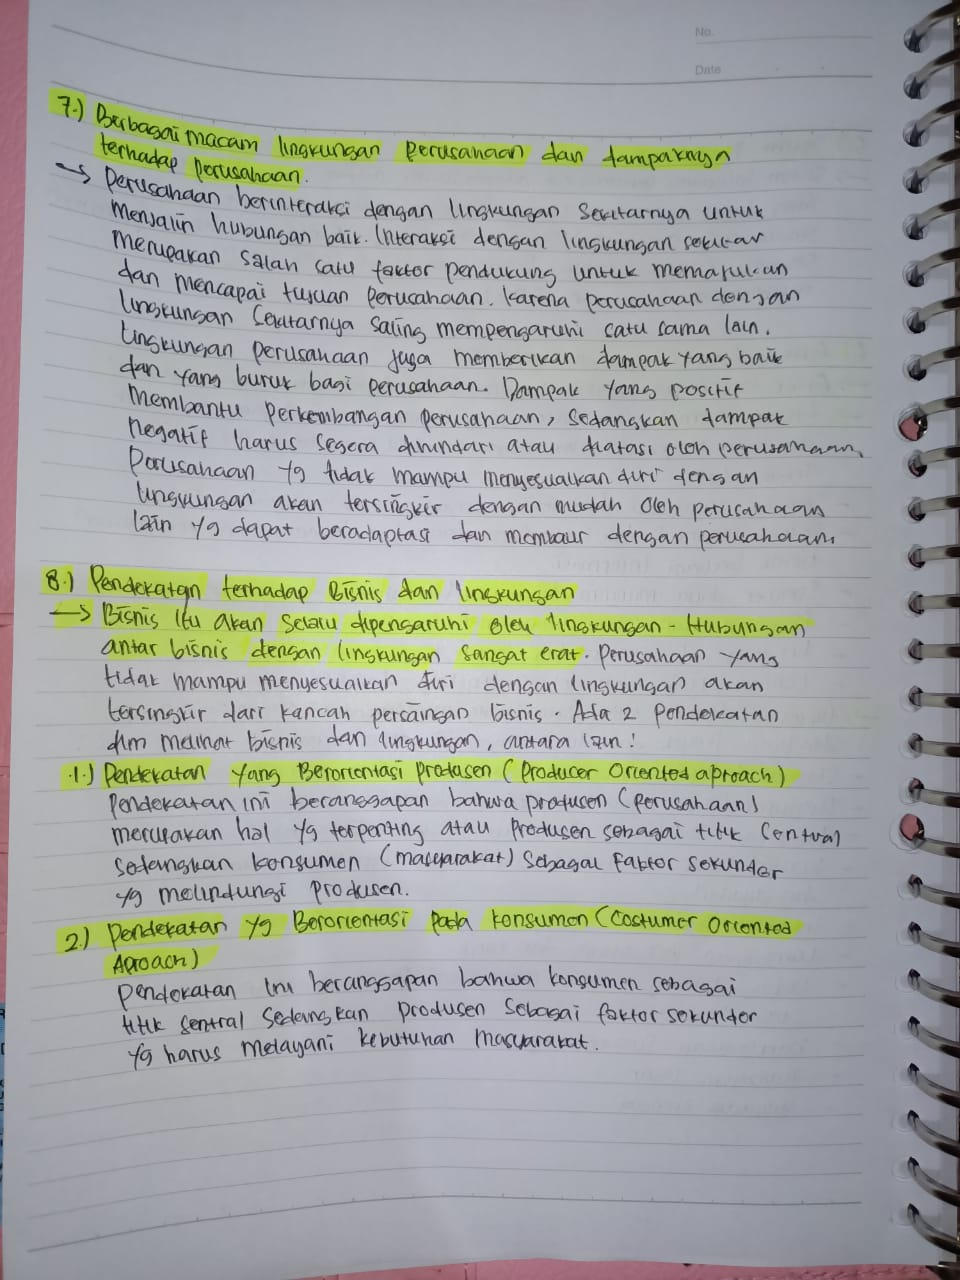 No.
Date
7.) Berbagai macam lingkungan Perusahaan dan dampaknya
terhadap Perusahaan.
→ Perusahaan berinteraksi dengan lingkungan Sekitarnya untuk
Menjalin hubungan baik. Interaksi dengan lingkungan sekitar
Merupakan Salah satu faktor pendukung untuk memajukan
dan mencapai tujuan Perusahaan. Karena perusahaan dengan
lingkungan Sekitarnya saling mempengaruhi satu sama lain.
Lingkungan perusahaan juga memberikan dampak yang baik
dan yang buruk bagi perusahaan. Dampak yang positif
Membantu perkembangan perusahaan, sedangkan dampak
negatif harus segera dihindari atau diatasi oleh perusahaan,
Perusahaan yg tidak mampu menyesuaikan diri dengan
lingkungan akan tersingkir dengan mudah oleh perusahaan
lain yg dapat beradaptasi dan membaur dengan perusahaan,
8.) Pendekatan terhadap Bisnis dan lingkungan
→ Bisnis itu akan selalu dipengaruhi oleh lingkungan - Hubungan
antar bisnis dengan lingkungan sangat erat. Perusahaan yang
tidak mampu menyesuaikan diri dengan lingkungan akan
tersingkir dari kancah persaingan bisnis. Ada 2 Pendekatan
dlm melihat bisnis dan lingkungan, antara lain :
1.) Pendekatan yang Berorientasi Produsen (Producer Oriented aproach)
Pendekatan ini beranggapan bahwa produsen (perusahaan)
merupakan hal yg terpenting atau Produsen sebagai titik Central
sedangkan konsumen (masyarakat) sebagai faktor sekunder
yg melindungi produsen.
2.) Pendekatan yg Berorientasi Pada konsumen (Costumer Oriented
Aproach)
Pendekatan ini beranggapan bahwa konsumen sebagai
titik sentral Sedangkan Produsen sebagai faktor sekunder
yg harus melayani kebutuhan masyarakat.